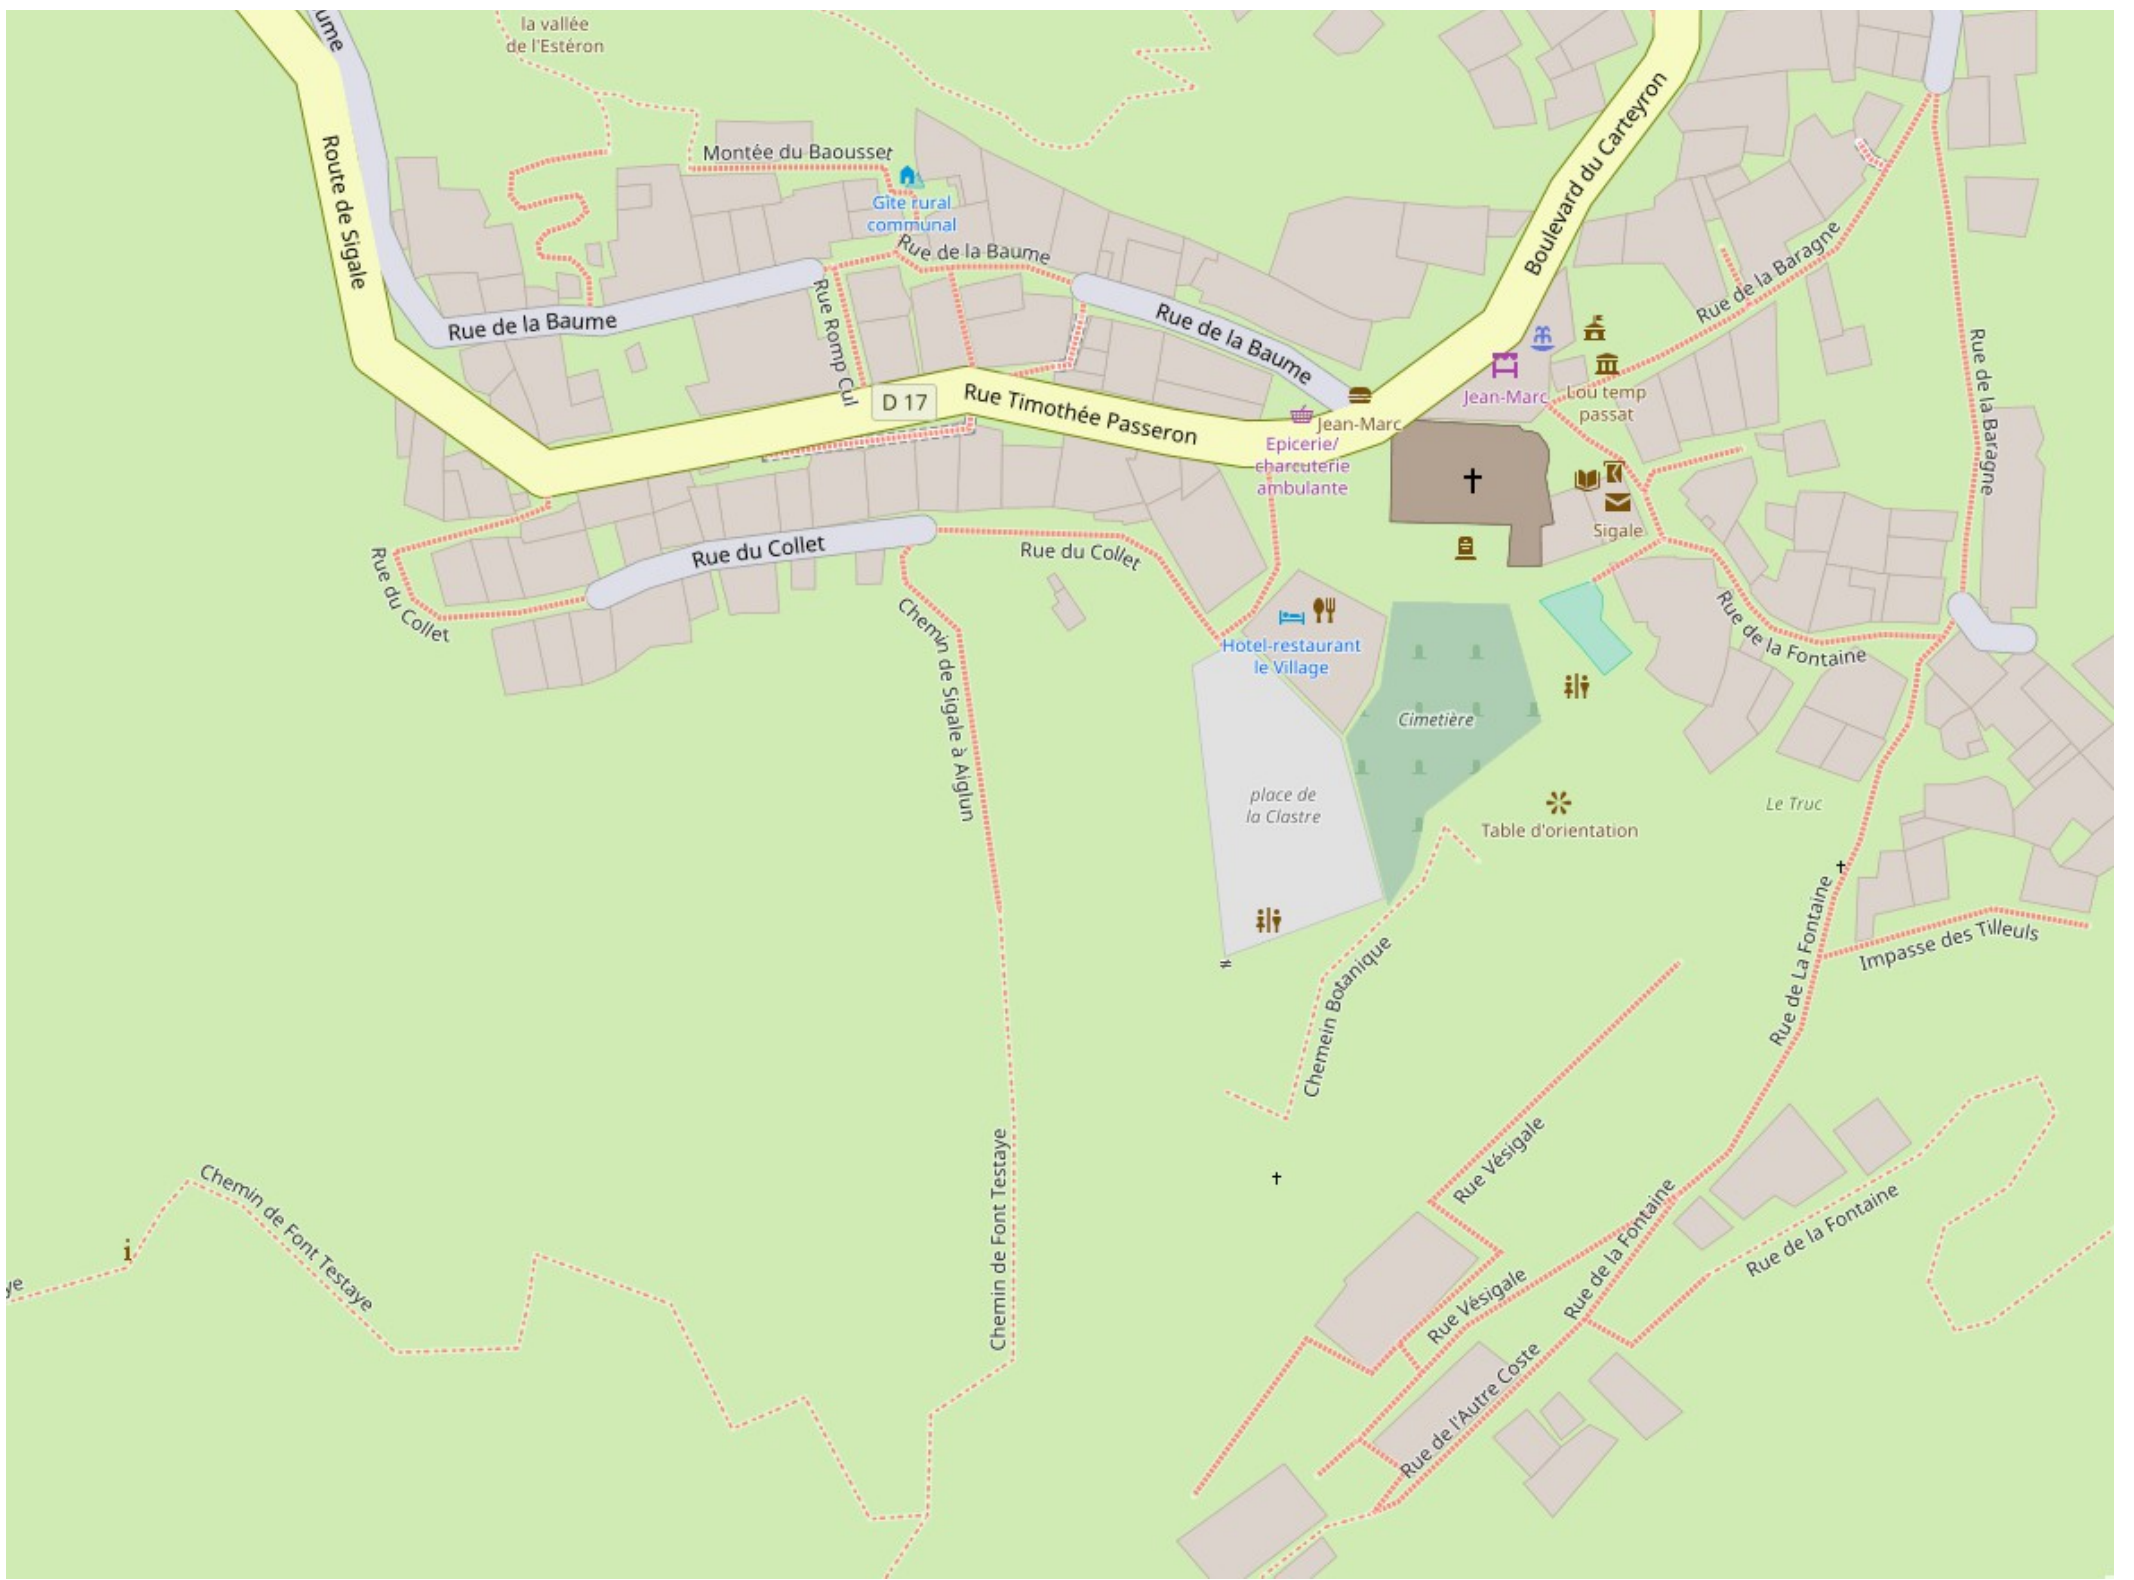 ume
la vallée
de l'Estéron
Route de Sigale
Montée du Baousset
Gîte rural
communal
Rue de la Baume
Rue de la Baume
Rue de la Baume
Rue Romp Cul
D 17
Rue Timothée Passeron
Boulevard du Carteyron
Jean-Marc
Jean-Marc
Epicerie/
charcuterie
ambulante
Lou temp
passat
Rue de la Baragne
Rue de la Baragne
Sigale
Rue du Collet
Rue du Collet
Rue du Collet
Chemin de Sigale à Aiglun
Hotel-restaurant
le Village
Cimetière
place de
la Clastre
Table d'orientation
Le Truc
Rue de la Fontaine
Rue de La Fontaine
Impasse des Tilleuls
Chemein Botanique
Chemin de Font Testaye
Chemin de Font Testaye
ye
Rue Vésigale
Rue Vésigale
Rue de la Fontaine
Rue de la Fontaine
Rue de l'Autre Coste